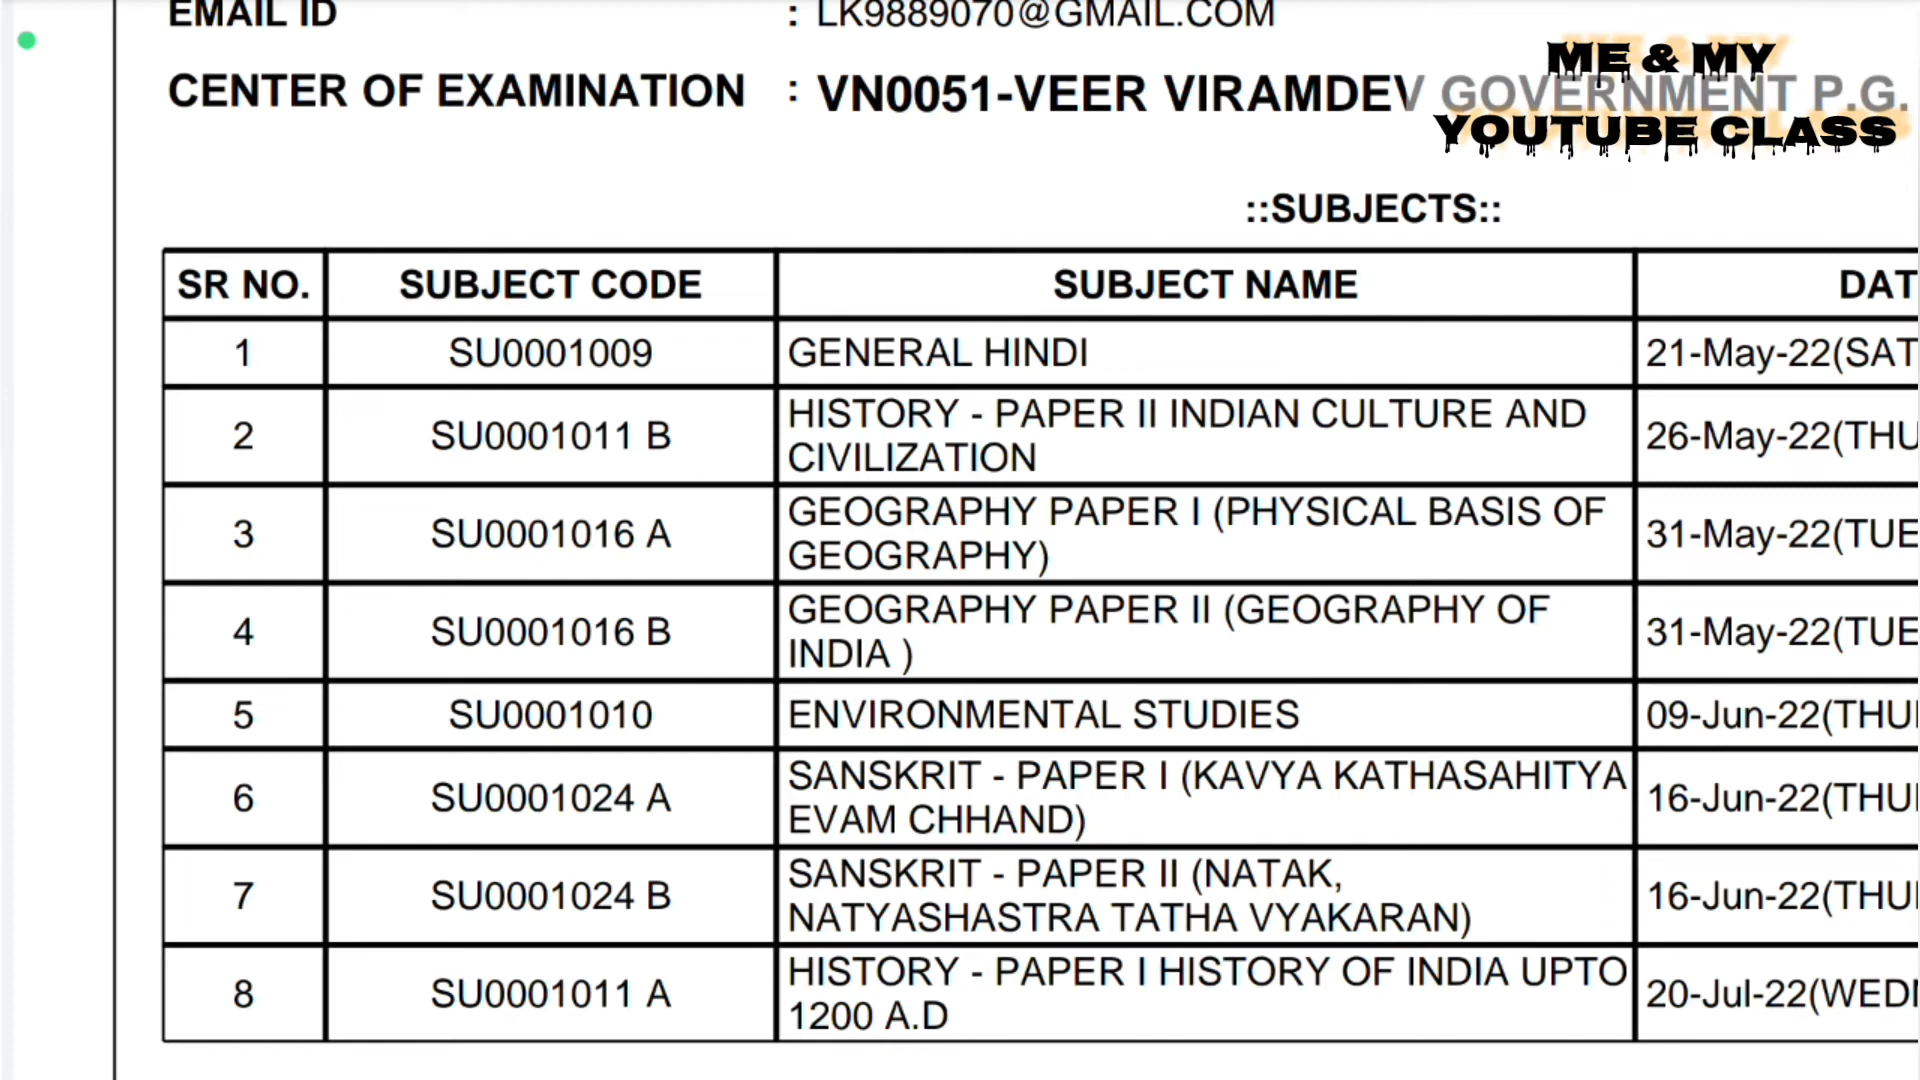 EMAIL ID : LK9889070@GMAIL.COM
ME & MY
CENTER OF EXAMINATION : VN0051-VEER VIRAMDEV GOVERNMENT P.G.
YOUTUBE CLASS
::SUBJECTS::
SR NO. SUBJECT CODE SUBJECT NAME DAT
1 SU0001009 GENERAL HINDI 21-May-22(SAT
2 SU0001011 B HISTORY - PAPER II INDIAN CULTURE AND
CIVILIZATION 26-May-22(THU
3 SU0001016 A GEOGRAPHY PAPER I (PHYSICAL BASIS OF
GEOGRAPHY) 31-May-22(TUE
4 SU0001016 B GEOGRAPHY PAPER II (GEOGRAPHY OF
INDIA ) 31-May-22(TUE
5 SU0001010 ENVIRONMENTAL STUDIES 09-Jun-22(THU
6 SU0001024 A SANSKRIT - PAPER I (KAVYA KATHASAHITYA
EVAM CHHAND) 16-Jun-22(THU
7 SU0001024 B SANSKRIT - PAPER II (NATAK,
NATYASHASTRA TATHA VYAKARAN) 16-Jun-22(THU
8 SU0001011 A HISTORY - PAPER I HISTORY OF INDIA UPTO
1200 A.D 20-Jul-22(WED